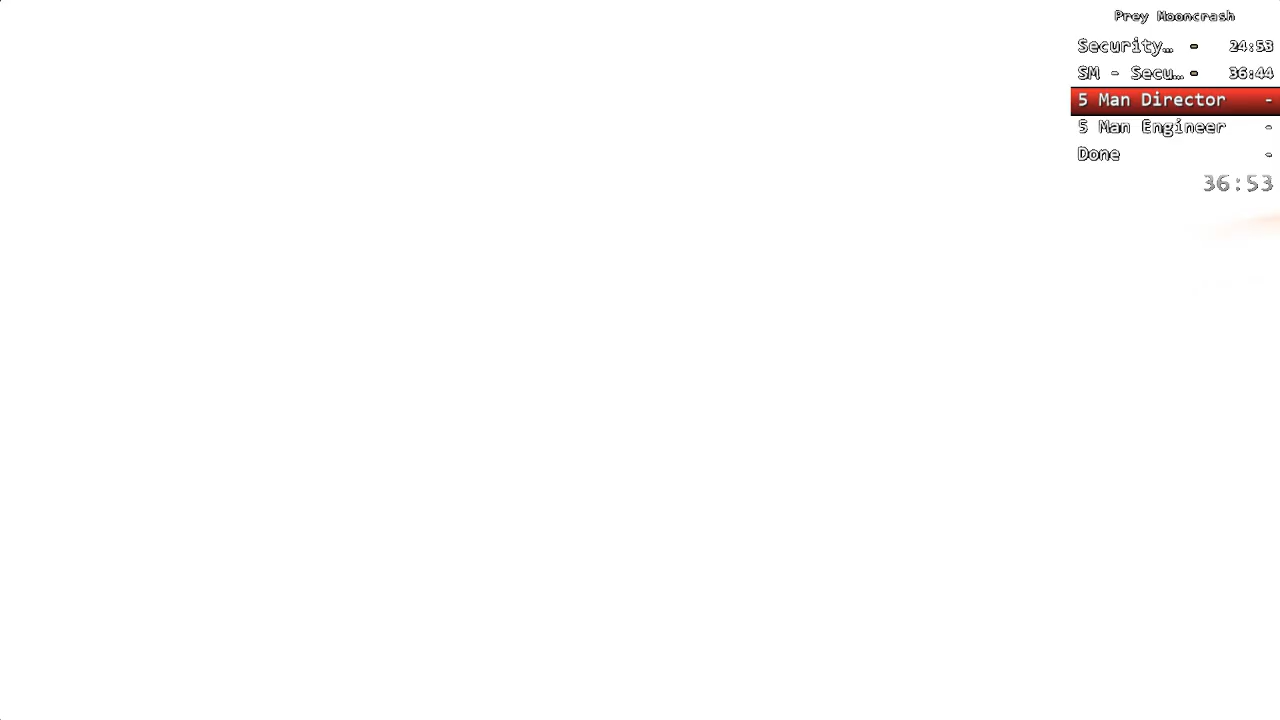 Prey Mooncrash
Security… - 24:53
SM - Secu… - 36:44
5 Man Director -
5 Man Engineer -
Done -
36:53